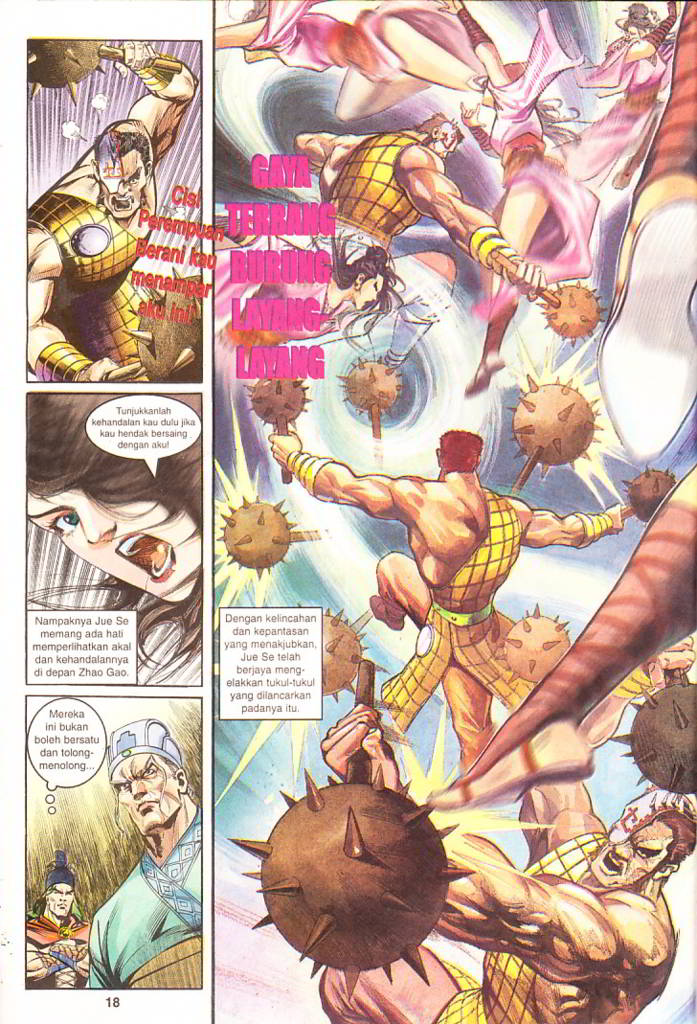 Cisl
Perempuan
Berani kau
menampar
aku ini!
GAYA
TERBANG
BURUNG
LAYANG-
LAYANG
Tunjukkanlah
kehandalan kau dulu jika
kau hendak bersaing
dengan aku!
Nampaknya Jue Se
memang ada hati
memperlihatkan akal
dan kehandalannya
di depan Zhao Gao.
Dengan kelincahan
dan kepantasan
yang menakjubkan,
Jue Se telah
berjaya meng-
elakkan tukul-tukul
yang dilancarkan
padanya itu.
Mereka
ini bukan
boleh bersatu
dan tolong-
menolong...
18